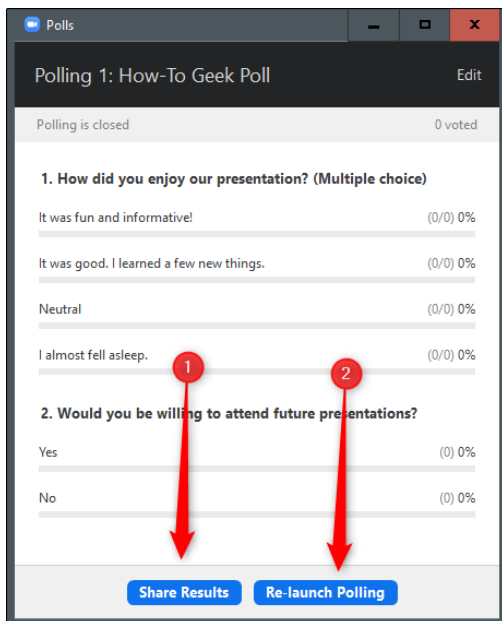 Polls
Polling 1: How-To Geek Poll Edit
Polling is closed 0 voted
1. How did you enjoy our presentation? (Multiple choice)
It was fun and informative! (0/0) 0%
It was good. I learned a few new things. (0/0) 0%
Neutral (0/0) 0%
I almost fell asleep. (0/0) 0%
1
2
2. Would you be willing to attend future presentations?
Yes (0) 0%
No (0) 0%
Share Results Re-launch Polling